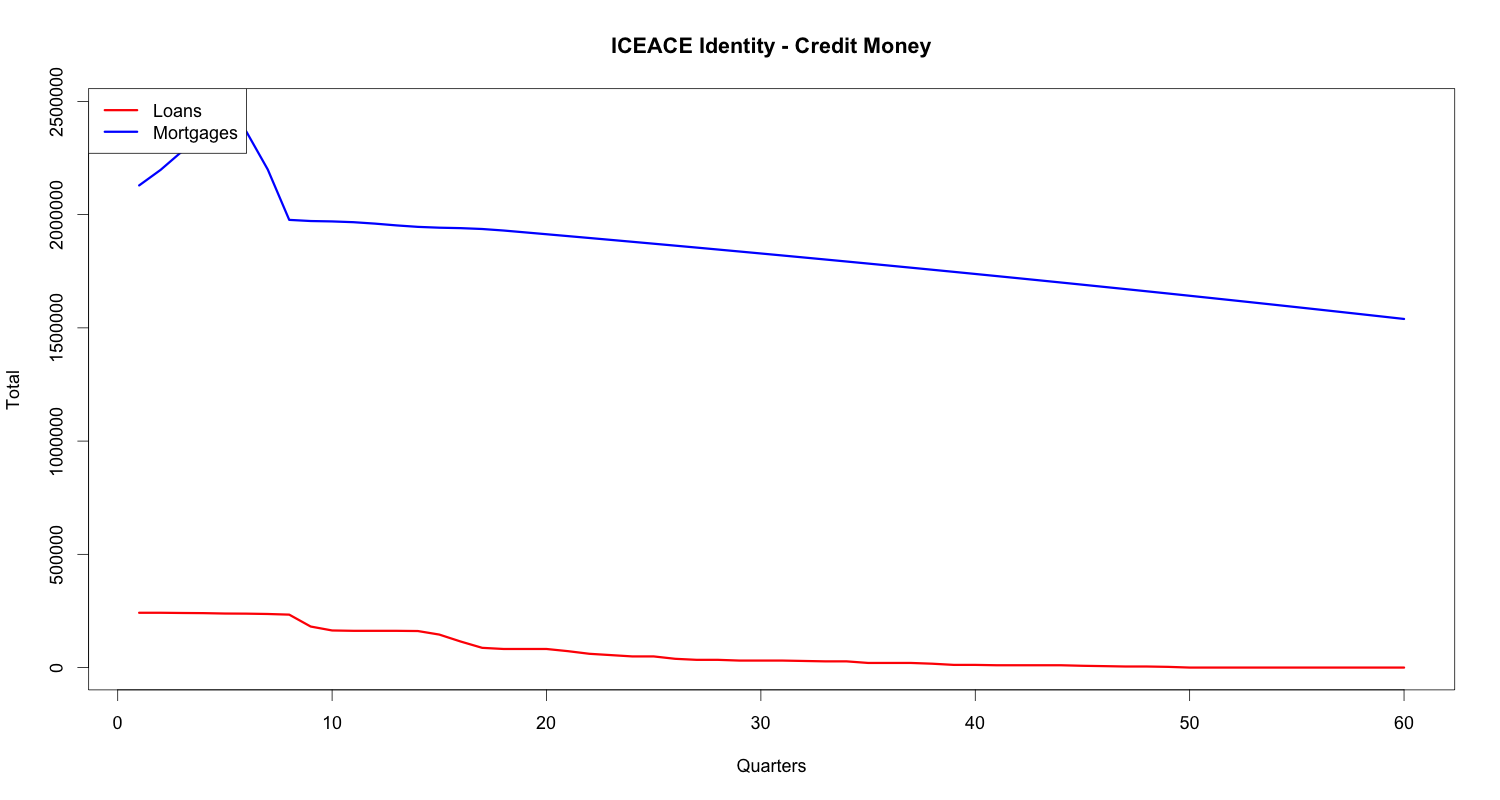 ICEACE Identity - Credit Money
Loans
Mortgages
2500000
2000000
1500000
1000000
500000
0
Total
0 10 20 30 40 50 60
Quarters